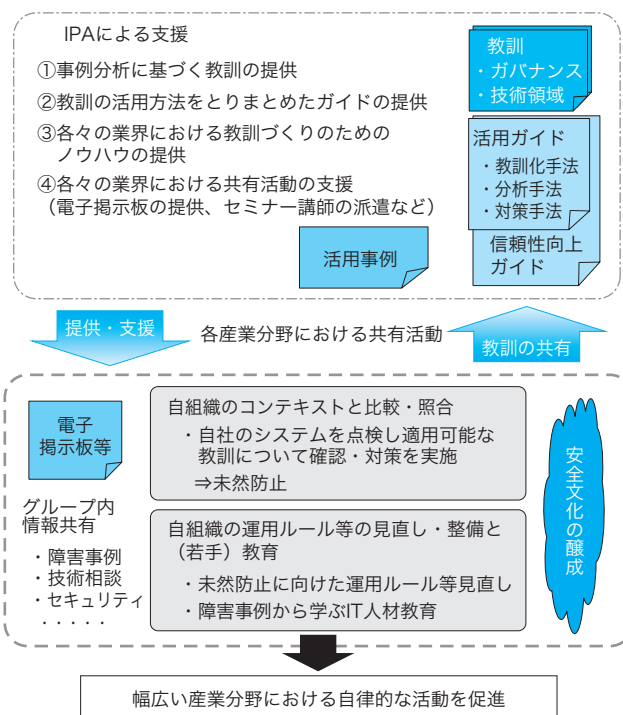 IPAによる支援
①事例分析に基づく教訓の提供
②教訓の活用方法をとりまとめたガイドの提供
③各々の業界における教訓づくりのための
ノウハウの提供
④各々の業界における共有活動の支援
（電子掲示板の提供、セミナー講師の派遣など）
教訓
・ガバナンス
・技術領域
活用ガイド
・教訓化手法
・分析手法
・対策手法
信頼性向上
ガイド
活用事例
提供・支援
各産業分野における共有活動
教訓の共有
電子
掲示板等
グループ内
情報共有
・障害事例
・技術相談
・セキュリティ
・・・・・
自組織のコンテキストと比較・照合
・自社のシステムを点検し適用可能な
教訓について確認・対策を実施
⇒未然防止
自組織の運用ルール等の見直し・整備と
（若手）教育
・未然防止に向けた運用ルール等見直し
・障害事例から学ぶIT人材教育
安全文化の醸成
幅広い産業分野における自律的な活動を促進